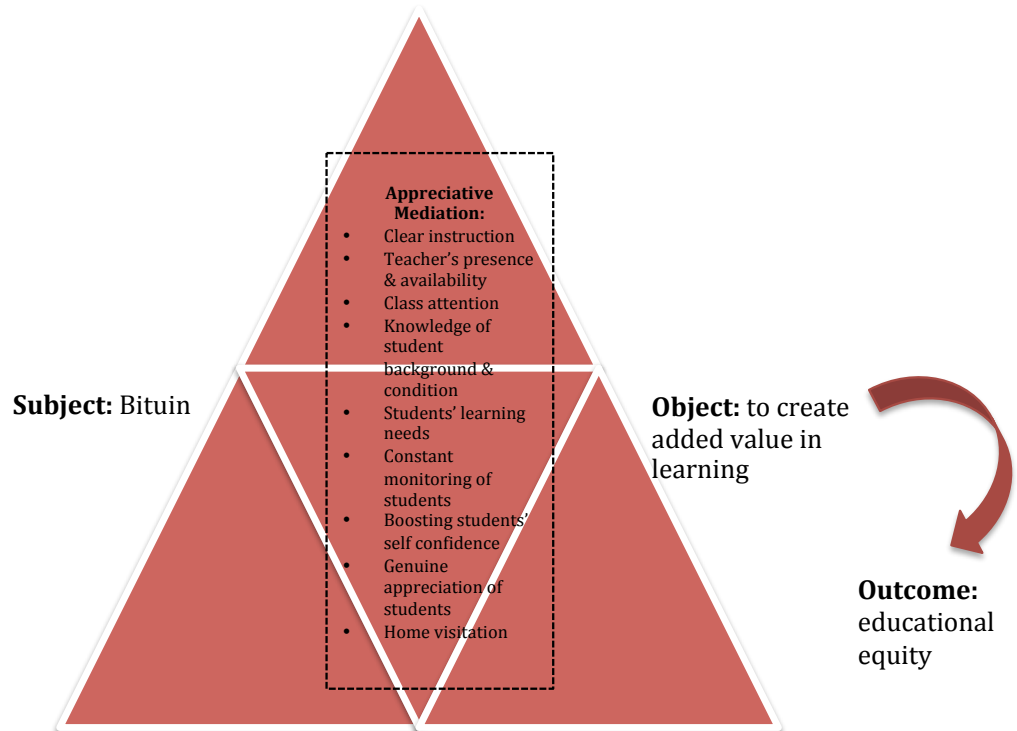 Appreciative
Mediation:
• Clear instruction
• Teacher’s presence
& availability
• Class attention
• Knowledge of
student
background &
condition
• Students’ learning
needs
• Constant
monitoring of
students
• Boosting students’
self confidence
• Genuine
appreciation of
students
• Home visitation
Subject: Bituin
Object: to create
added value in
learning
Outcome:
educational
equity